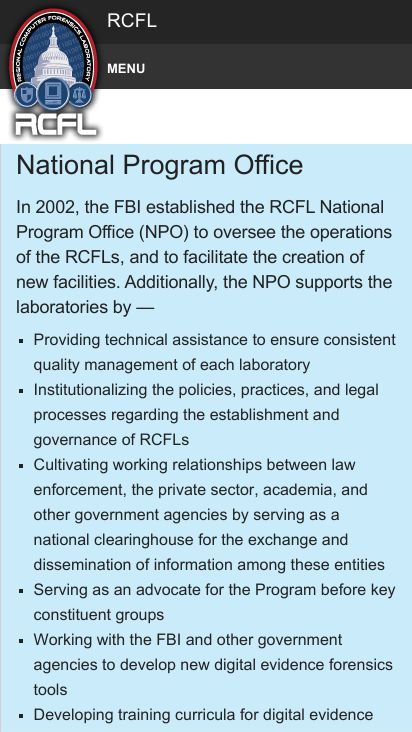 RCFL
REGIONAL COMPUTER FORENSICS LABORATORY
MENU
RCFL
National Program Office
In 2002, the FBI established the RCFL National
Program Office (NPO) to oversee the operations
of the RCFLs, and to facilitate the creation of
new facilities. Additionally, the NPO supports the
laboratories by —
▪ Providing technical assistance to ensure consistent
quality management of each laboratory
▪ Institutionalizing the policies, practices, and legal
processes regarding the establishment and
governance of RCFLs
▪ Cultivating working relationships between law
enforcement, the private sector, academia, and
other government agencies by serving as a
national clearinghouse for the exchange and
dissemination of information among these entities
▪ Serving as an advocate for the Program before key
constituent groups
▪ Working with the FBI and other government
agencies to develop new digital evidence forensics
tools
▪ Developing training curricula for digital evidence